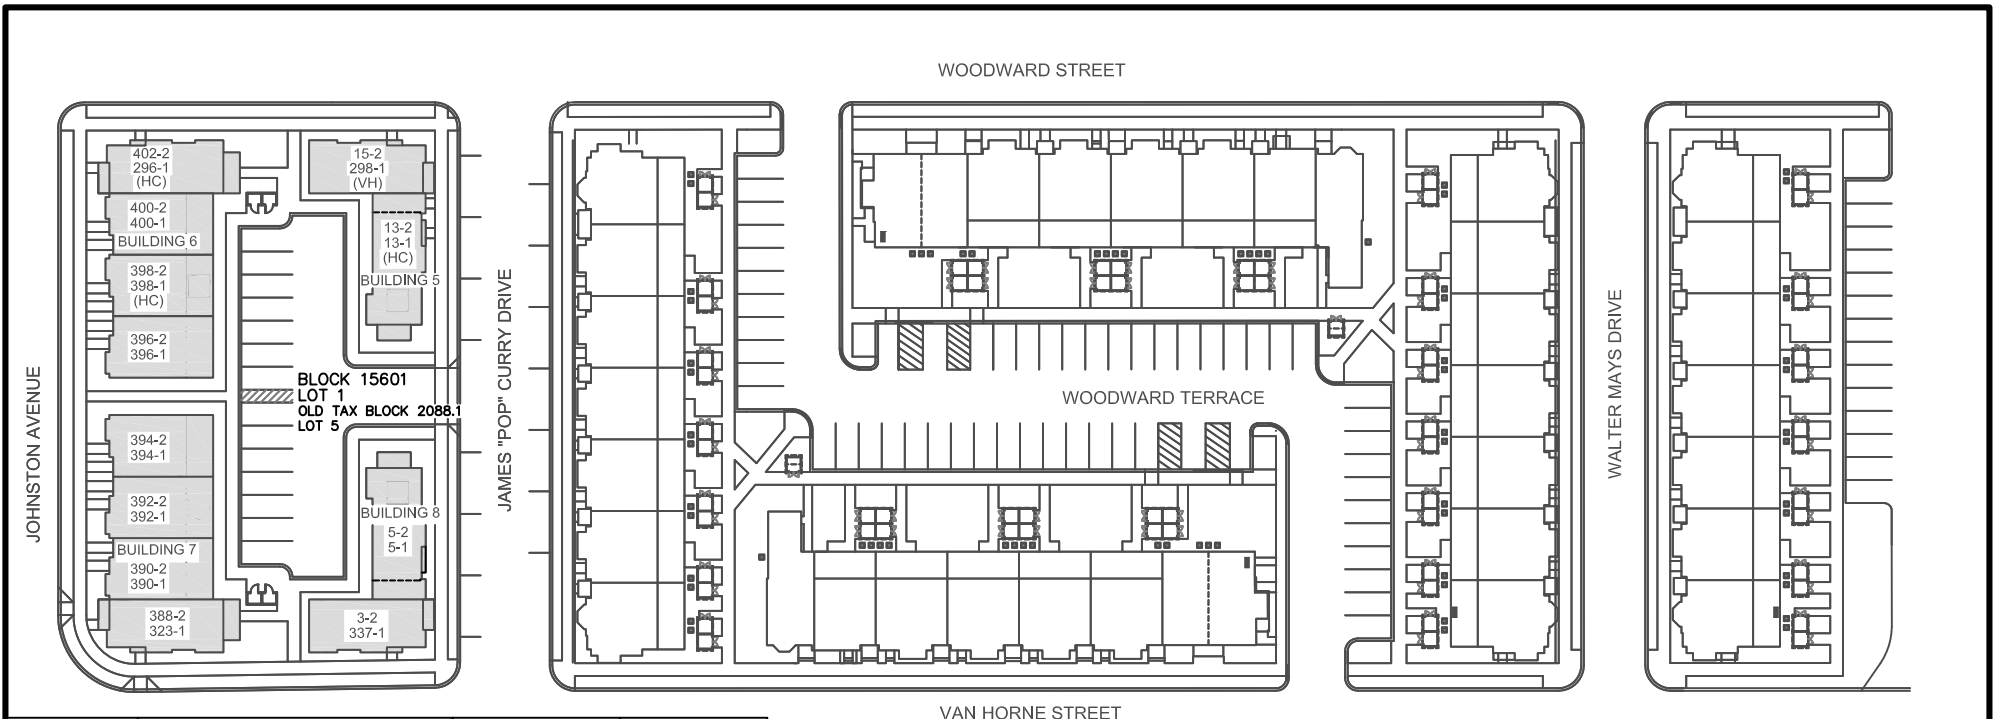 WOODWARD STREET
402-2
296-1
(HC)
15-2
298-1
(VH)
400-2
400-1
BUILDING 6
13-2
13-1
(HC)
398-2
398-1
(HC)
BUILDING 5
396-2
396-1
JOHNSTON AVENUE
BLOCK 15601
LOT 1
OLD TAX BLOCK 2088.1
LOT 5
JAMES "POP" CURRY DRIVE
WOODWARD TERRACE
WALTER MAYS DRIVE
394-2
394-1
392-2
392-1
BUILDING 8
5-2
5-1
BUILDING 7
390-2
390-1
388-2
323-1
3-2
337-1
VAN HORNE STREET